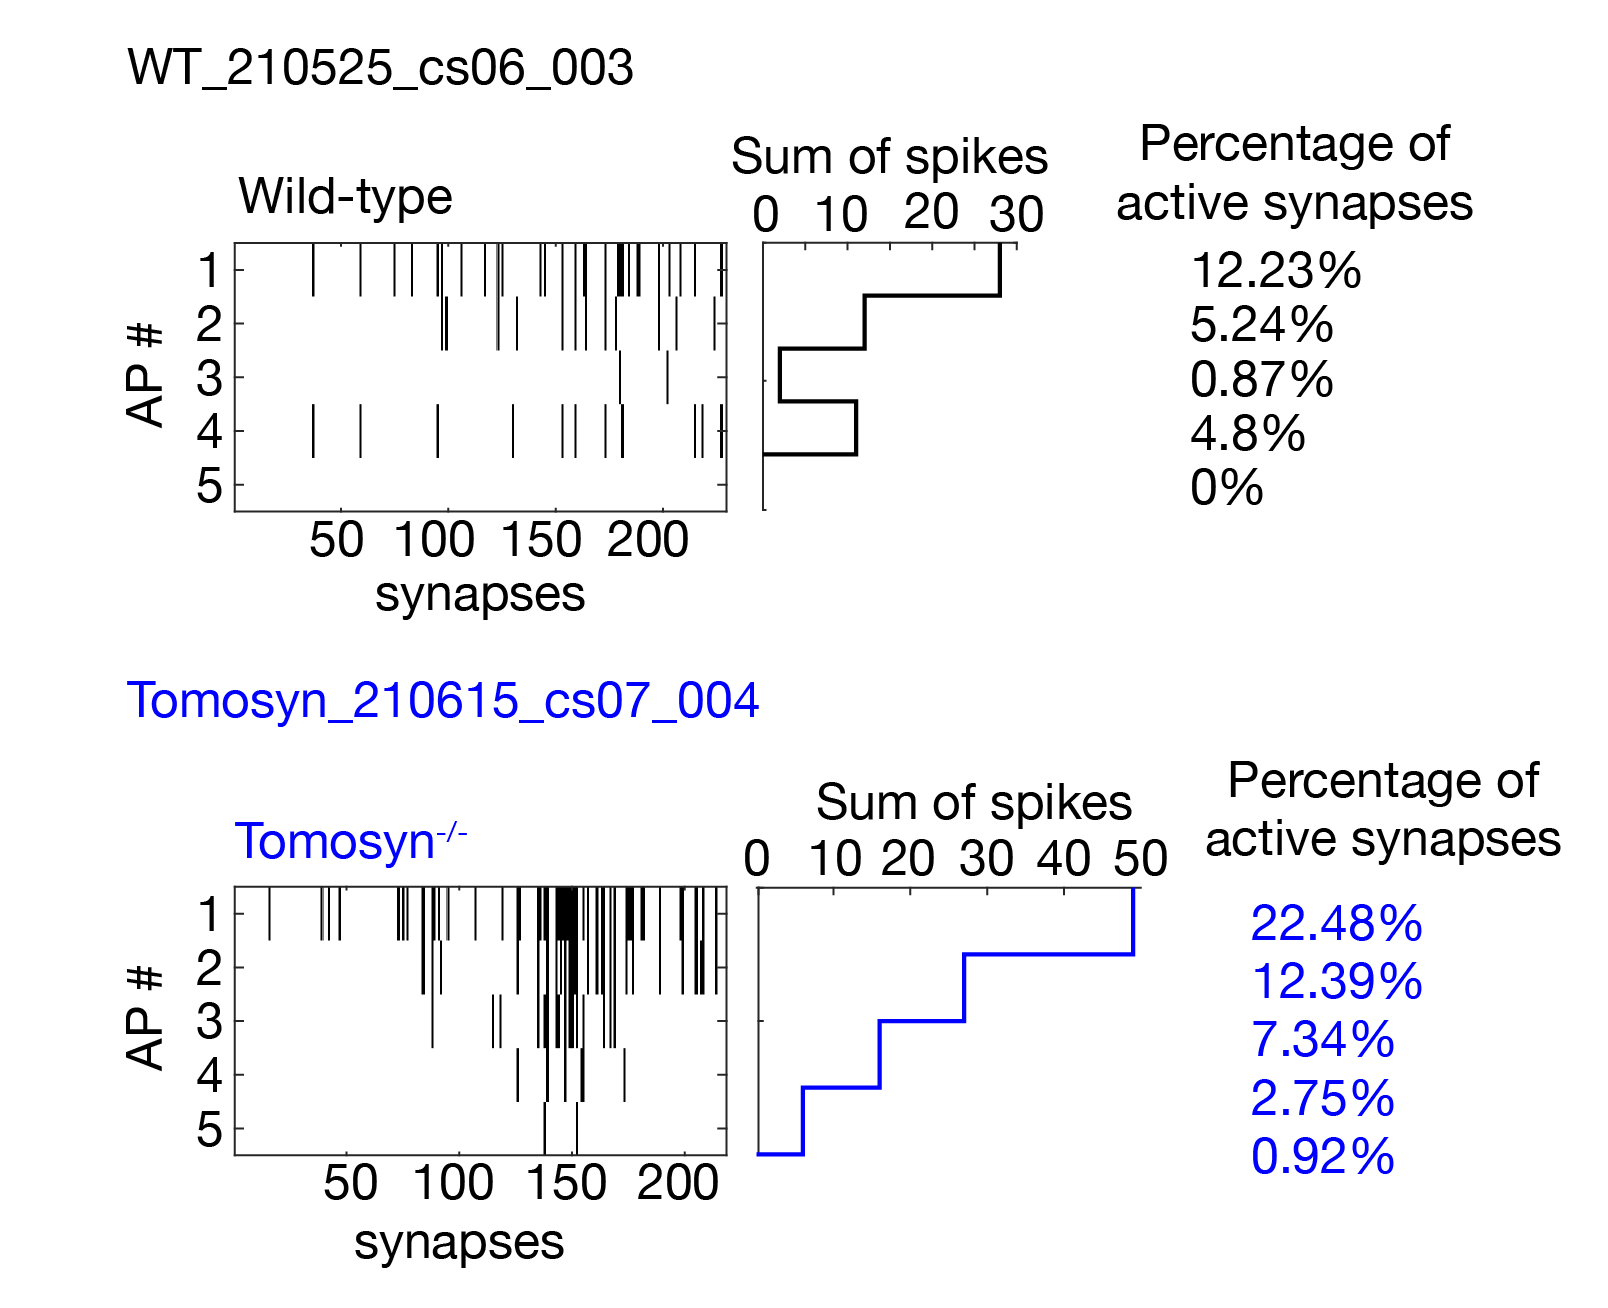 WT_210525_cs06_003
Sum of spikes
Percentage of
active synapses
Wild-type
0 10 20 30
1
2
3
4
5
AP #
12.23%
5.24%
0.87%
4.8%
0%
50 100 150 200
synapses
Tomosyn_210615_cs07_004
Sum of spikes
Percentage of
active synapses
Tomosyn-/-
0 10 20 30 40 50
1
2
3
4
5
AP #
22.48%
12.39%
7.34%
2.75%
0.92%
50 100 150 200
synapses